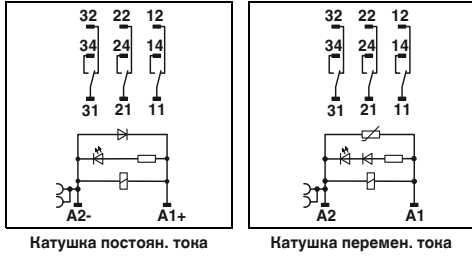 32 22 12
34 24 14
31 21 11
A2- A1+
Катушка постоян. тока
32 22 12
34 24 14
31 21 11
A2 A1
Катушка перемен. тока